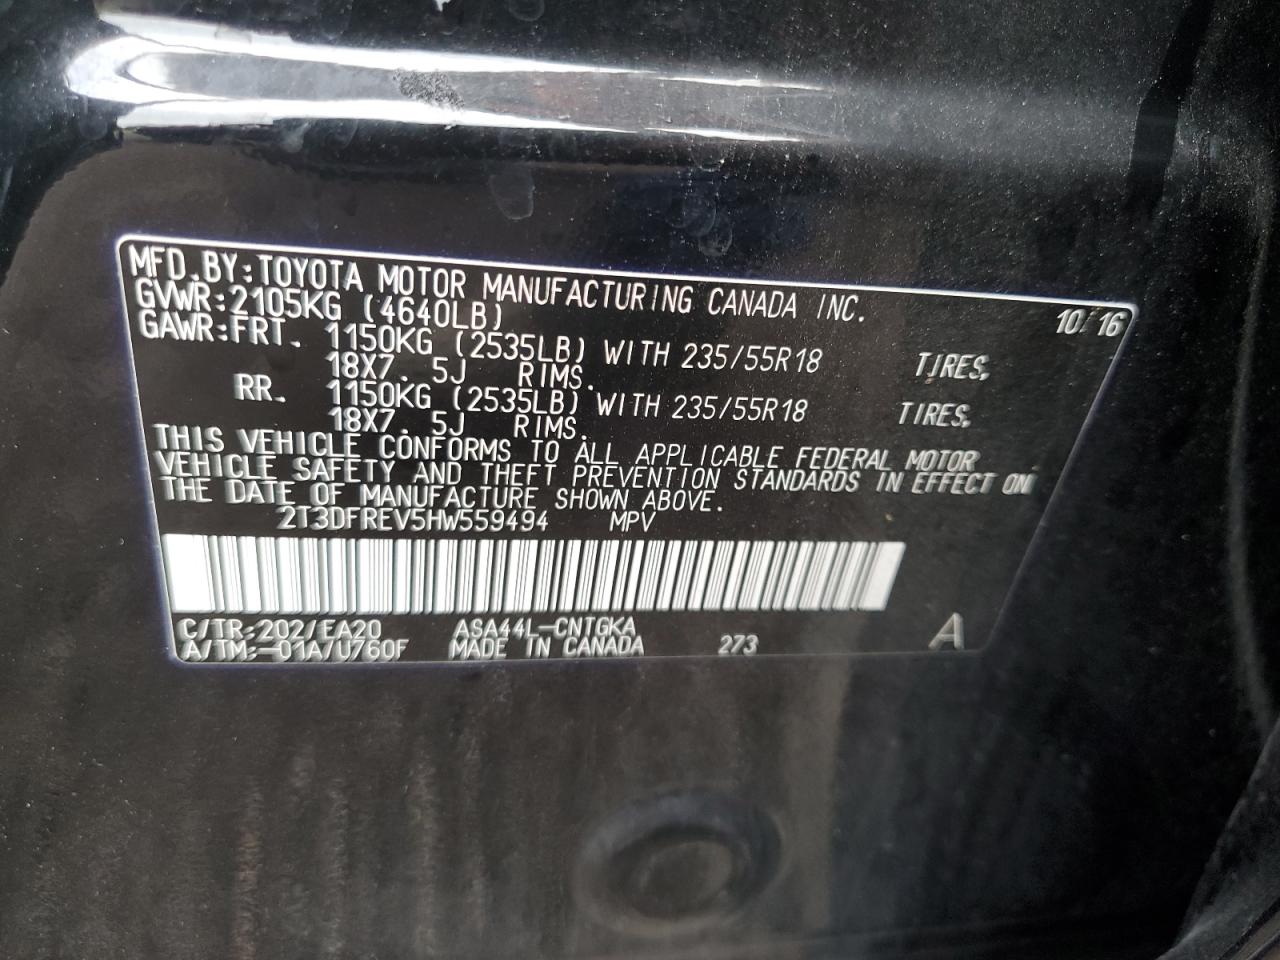 MFD.BY:TOYOTA MOTOR MANUFACTURING CANADA INC.
GVWR:2105KG (4640LB) 10/16
GAWR:FRT. 1150KG (2535LB) WITH 235/55R18 TIRES,
18X7.5J RIMS.
RR. 1150KG (2535LB) WITH 235/55R18 TIRES,
18X7.5J RIMS.
THIS VEHICLE CONFORMS TO ALL APPLICABLE FEDERAL MOTOR
VEHICLE SAFETY AND THEFT PREVENTION STANDARDS IN EFFECT ON
THE DATE OF MANUFACTURE SHOWN ABOVE.
2T3DFREV5HW559494 MPV
C/TR:202/EA20 ASA44L-CNTGKA
A/TM:-01A/U760F MADE IN CANADA 273 A